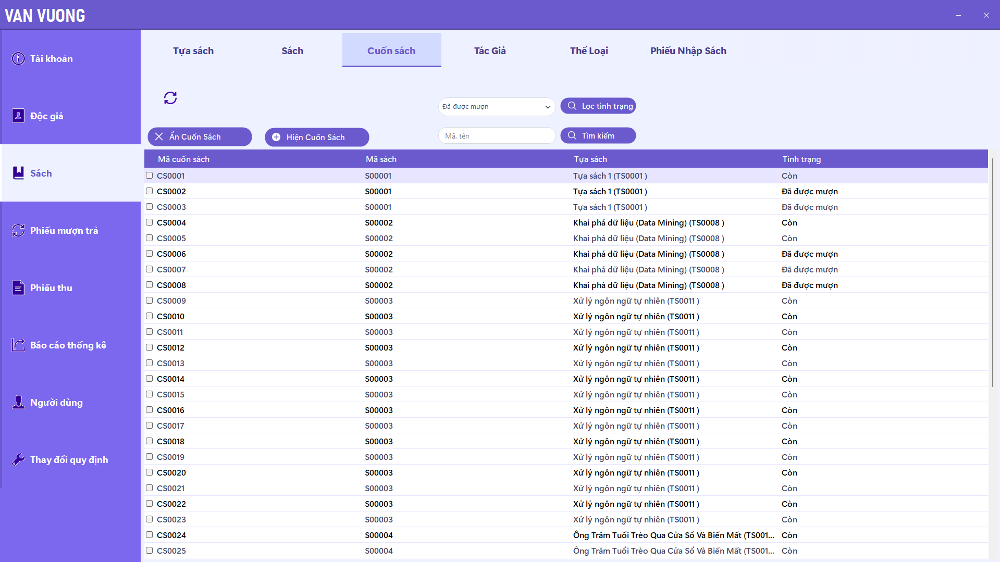 VAN VUONG
Tài khoản
Độc giả
Sách
Phiếu mượn trả
Phiếu thu
Báo cáo thống kê
Người dùng
Thay đổi quy định
Tựa sách Sách Cuốn sách Tác Giả Thể Loại Phiếu Nhập Sách
Đã được mượn Lọc tình trạng
Ẩn Cuốn Sách Hiện Cuốn Sách Mã, tên Tìm kiếm
Mã cuốn sách Mã sách Tựa sách Tình trạng
CS0001 S00001 Tựa sách 1 (TS0001 ) Còn
CS0002 S00001 Tựa sách 1 (TS0001 ) Đã được mượn
CS0003 S00001 Tựa sách 1 (TS0001 ) Đã được mượn
CS0004 S00002 Khai phá dữ liệu (Data Mining) (TS0008 ) Còn
CS0005 S00002 Khai phá dữ liệu (Data Mining) (TS0008 ) Còn
CS0006 S00002 Khai phá dữ liệu (Data Mining) (TS0008 ) Đã được mượn
CS0007 S00002 Khai phá dữ liệu (Data Mining) (TS0008 ) Đã được mượn
CS0008 S00002 Khai phá dữ liệu (Data Mining) (TS0008 ) Đã được mượn
CS0009 S00003 Xử lý ngôn ngữ tự nhiên (TS0011 ) Còn
CS0010 S00003 Xử lý ngôn ngữ tự nhiên (TS0011 ) Còn
CS0011 S00003 Xử lý ngôn ngữ tự nhiên (TS0011 ) Còn
CS0012 S00003 Xử lý ngôn ngữ tự nhiên (TS0011 ) Còn
CS0013 S00003 Xử lý ngôn ngữ tự nhiên (TS0011 ) Còn
CS0014 S00003 Xử lý ngôn ngữ tự nhiên (TS0011 ) Còn
CS0015 S00003 Xử lý ngôn ngữ tự nhiên (TS0011 ) Còn
CS0016 S00003 Xử lý ngôn ngữ tự nhiên (TS0011 ) Còn
CS0017 S00003 Xử lý ngôn ngữ tự nhiên (TS0011 ) Còn
CS0018 S00003 Xử lý ngôn ngữ tự nhiên (TS0011 ) Còn
CS0019 S00003 Xử lý ngôn ngữ tự nhiên (TS0011 ) Còn
CS0020 S00003 Xử lý ngôn ngữ tự nhiên (TS0011 ) Còn
CS0021 S00003 Xử lý ngôn ngữ tự nhiên (TS0011 ) Còn
CS0022 S00003 Xử lý ngôn ngữ tự nhiên (TS0011 ) Còn
CS0023 S00003 Xử lý ngôn ngữ tự nhiên (TS0011 ) Còn
CS0024 S00004 Ông Trăm Tuổi Trèo Qua Cửa Sổ Và Biến Mất (TS001... Còn
CS0025 S00004 Ông Trăm Tuổi Trèo Qua Cửa Sổ Và Biến Mất (TS001... Còn